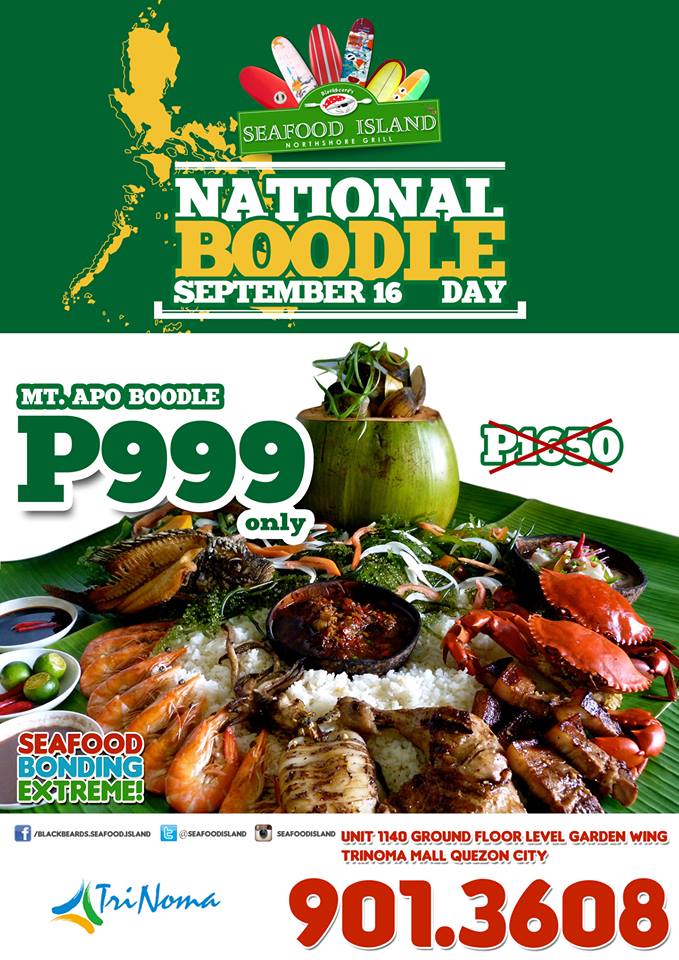 Blackbeard's
SEAFOOD ISLAND
NORTHSHORE GRILL
NATIONAL
BOODLE
SEPTEMBER 16 DAY
MT. APO BOODLE
P999
only
P1650
SEAFOOD
BONDING
EXTREME!
/BLACKBEARDS.SEAFOOD.ISLAND @SEAFOODISLAND SEAFOODISLAND
UNIT 1140 GROUND FLOOR LEVEL GARDEN WING
TRINOMA MALL QUEZON CITY
TriNoma
901.3608